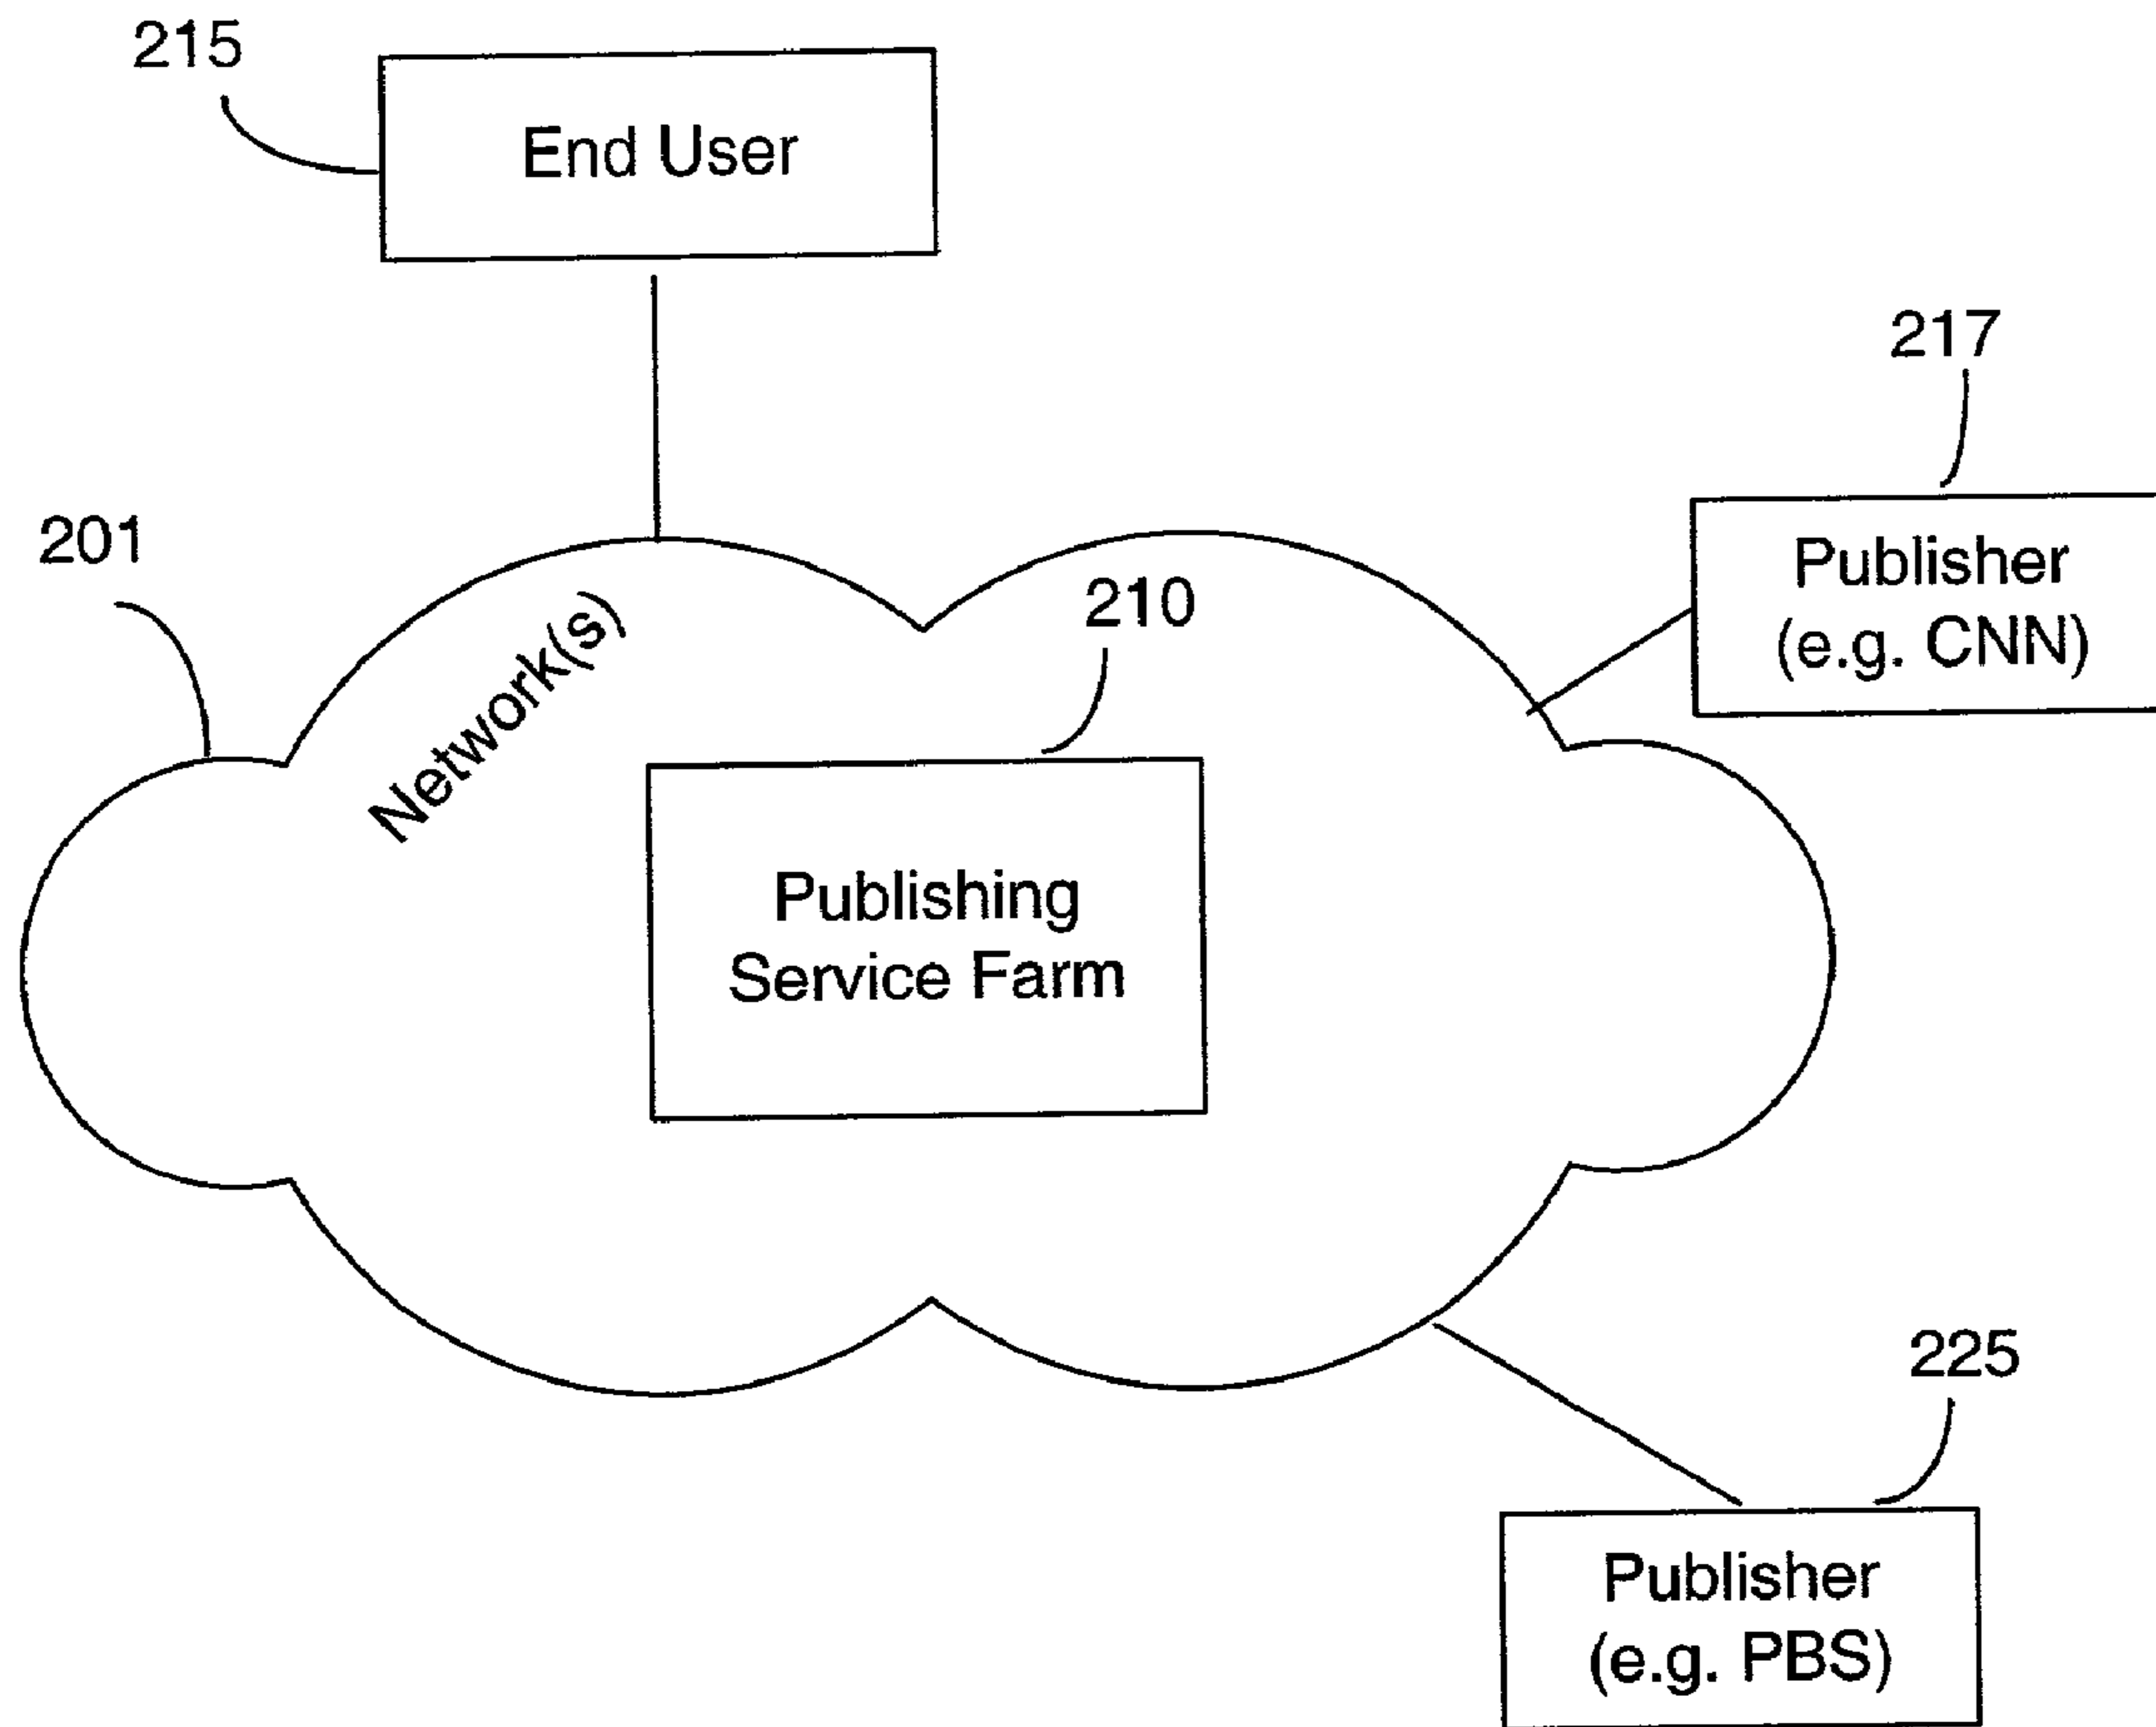 215
End User
217
Publisher
(e.g. CNN)
201
Network(s)
210
Publishing
Service Farm
225
Publisher
(e.g. PBS)